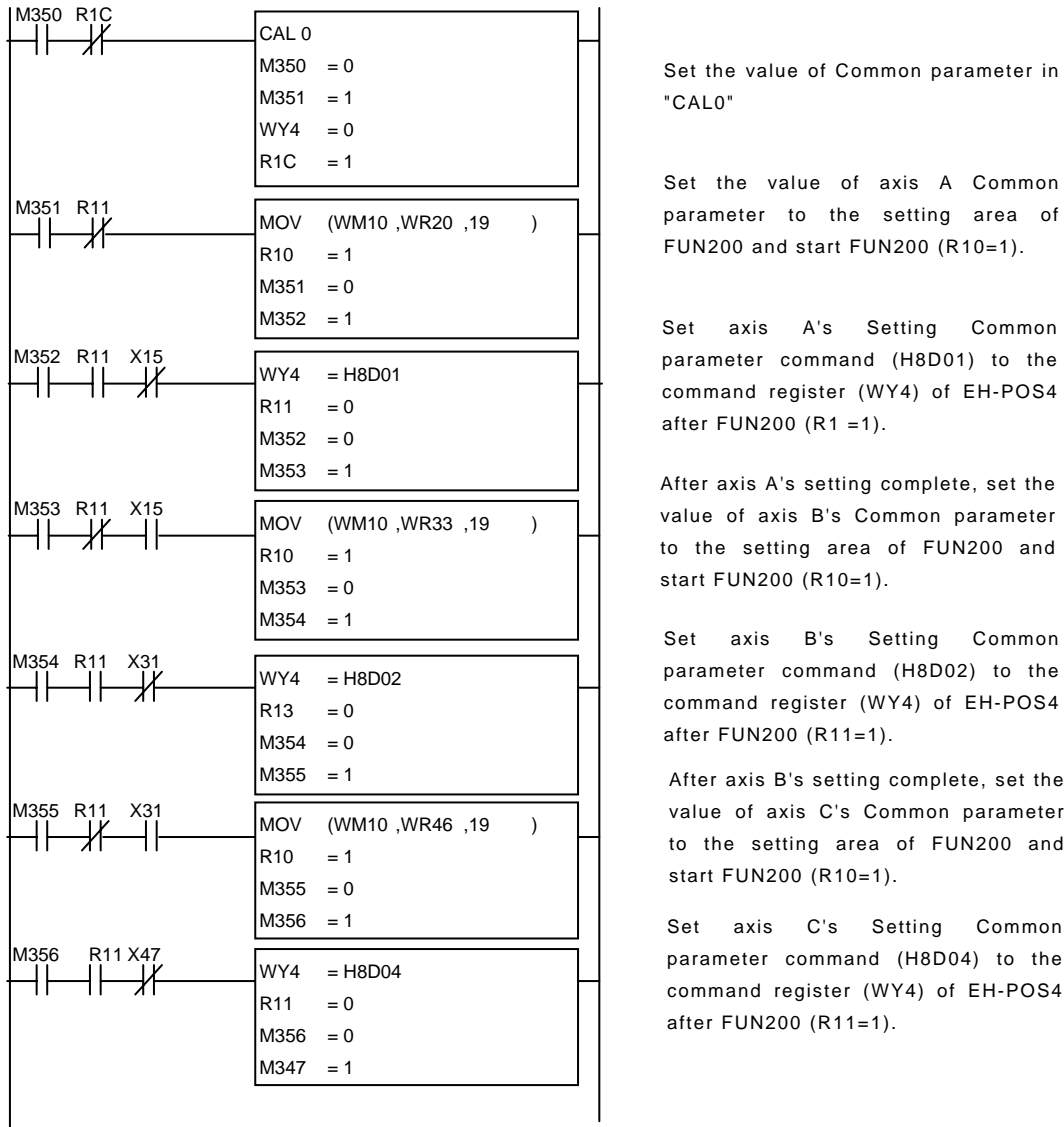 M350 R1C
CAL 0
M350 = 0
M351 = 1
WY4 = 0
R1C = 1
Set the value of Common parameter in
"CAL0"
M351 R11
MOV (WM10 ,WR20 ,19 )
R10 = 1
M351 = 0
M352 = 1
Set the value of axis A Common
parameter to the setting area of
FUN200 and start FUN200 (R10=1).
M352 R11 X15
WY4 = H8D01
R11 = 0
M352 = 0
M353 = 1
Set axis A's Setting Common
parameter command (H8D01) to the
command register (WY4) of EH-POS4
after FUN200 (R1 =1).
M353 R11 X15
MOV (WM10 ,WR33 ,19 )
R10 = 1
M353 = 0
M354 = 1
After axis A's setting complete, set the
value of axis B's Common parameter
to the setting area of FUN200 and
start FUN200 (R10=1).
M354 R11 X31
WY4 = H8D02
R13 = 0
M354 = 0
M355 = 1
Set axis B's Setting Common
parameter command (H8D02) to the
command register (WY4) of EH-POS4
after FUN200 (R11=1).
M355 R11 X31
MOV (WM10 ,WR46 ,19 )
R10 = 1
M355 = 0
M356 = 1
After axis B's setting complete, set the
value of axis C's Common parameter
to the setting area of FUN200 and
start FUN200 (R10=1).
M356 R11 X47
WY4 = H8D04
R11 = 0
M356 = 0
M347 = 1
Set axis C's Setting Common
parameter command (H8D04) to the
command register (WY4) of EH-POS4
after FUN200 (R11=1).